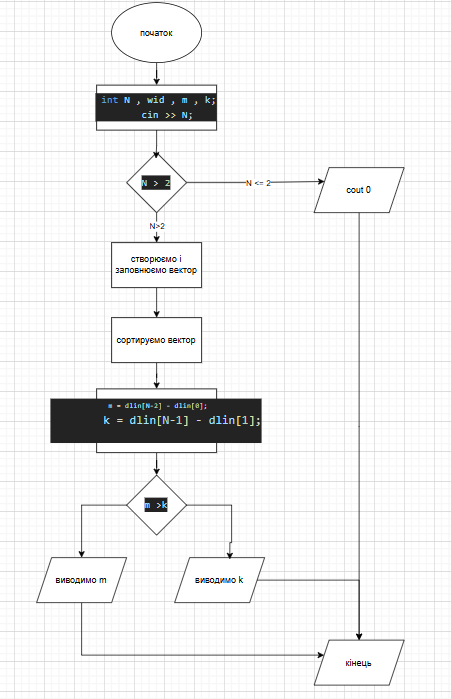 початок
int N , wid , m , k;
cin >> N;
N > 2
N <= 2
cout 0
N>2
створюємо і
заповнюємо вектор
сортируємо вектор
m = dlin[N-2] - dlin[0];
k = dlin[N-1] - dlin[1];
m >k
виводимо m
виводимо k
кінець